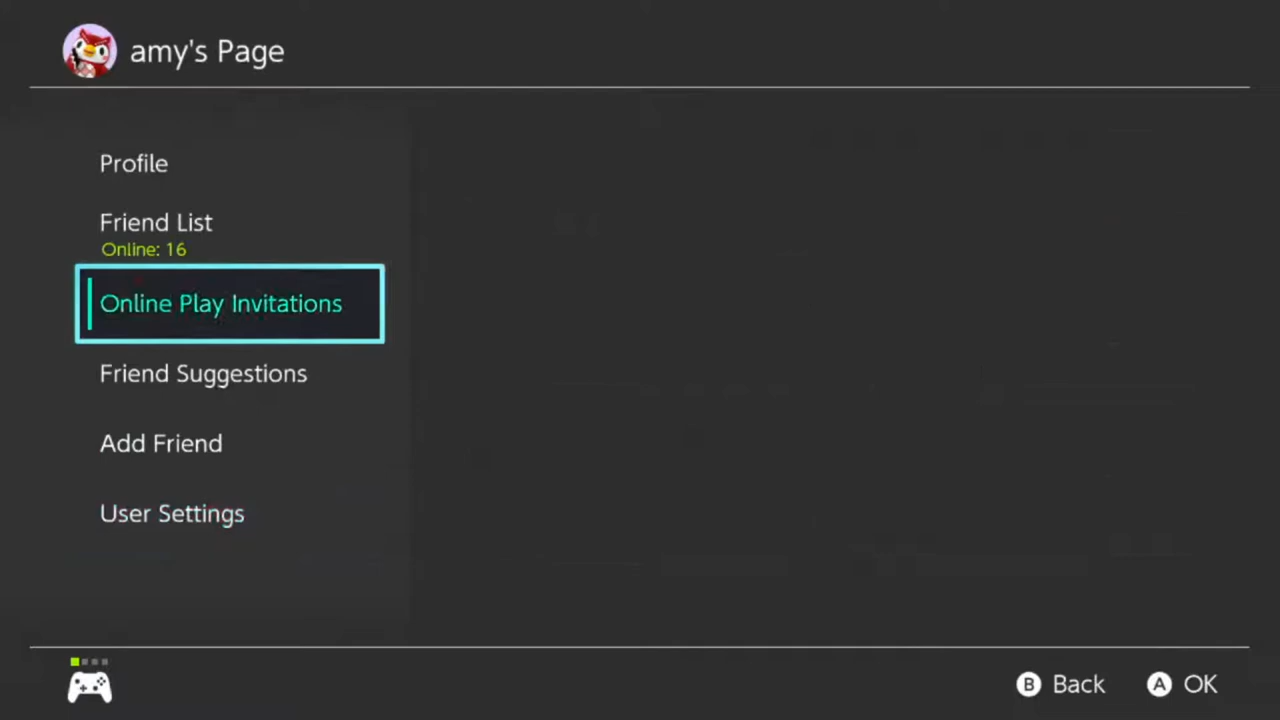 amy's Page
Profile
Friend List
Online: 16
Online Play Invitations
Friend Suggestions
Add Friend
User Settings
B Back A OK